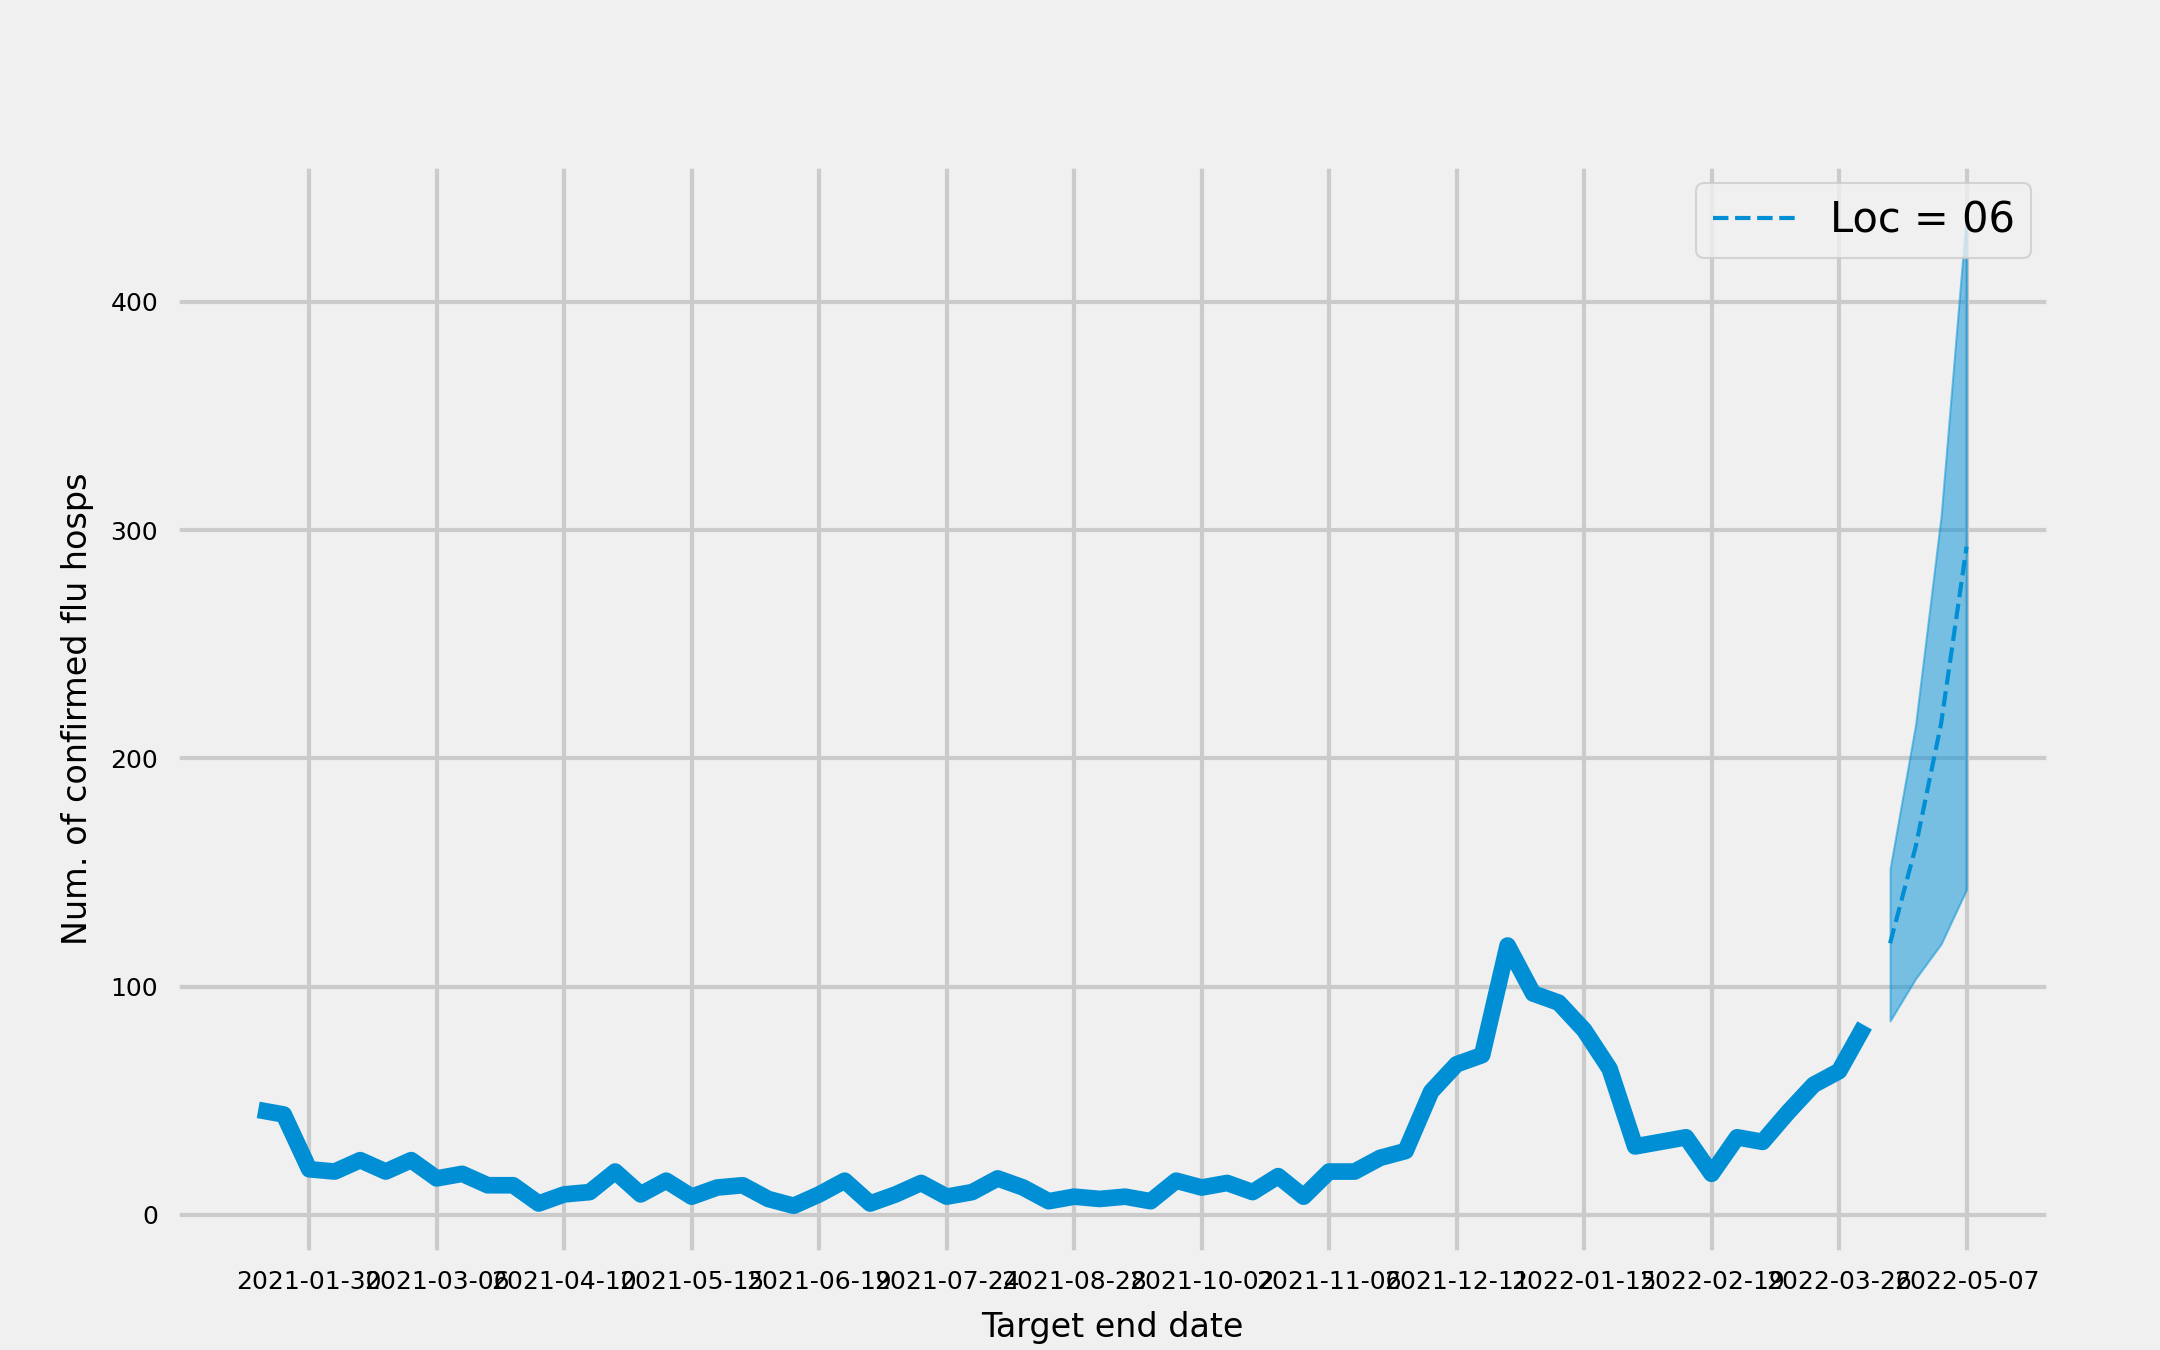 Loc = 06
Num. of confirmed flu hosps
400
300
200
100
0
2021-01-30 2021-03-06 2021-04-10 2021-05-15 2021-06-19 2021-07-24 2021-08-28 2021-10-02 2021-11-06 2021-12-11 2022-01-15 2022-02-19 2022-03-26 2022-05-07
Target end date